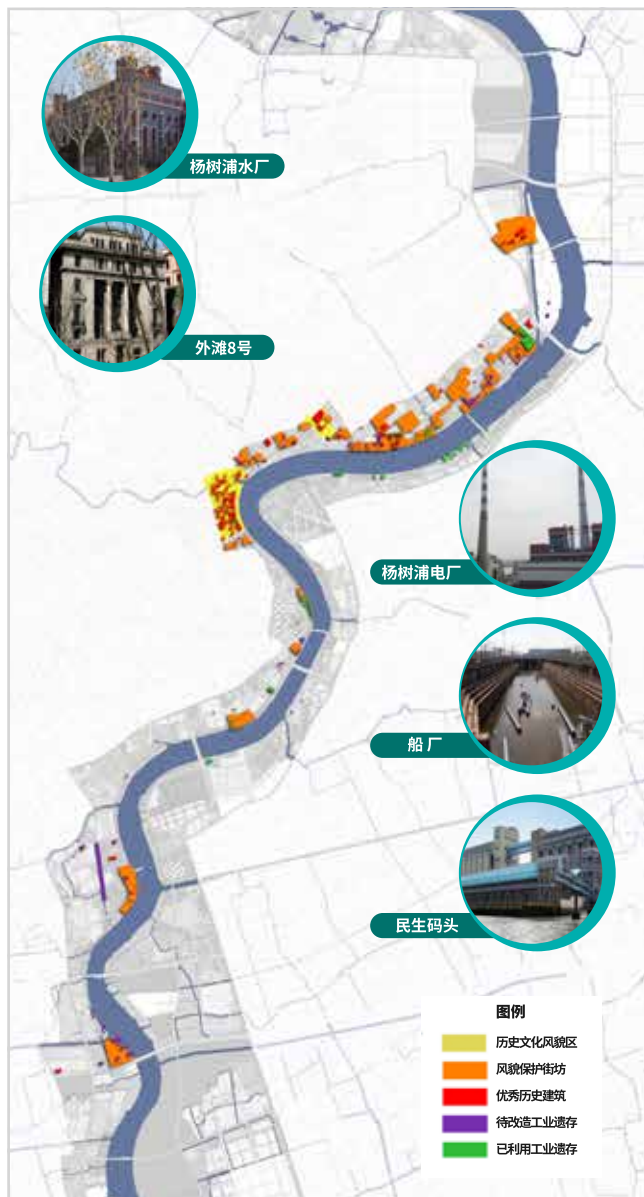 杨树浦水厂
外滩8号
杨树浦电厂
船 厂
民生码头
图例
历史文化风貌区
风貌保护街坊
优秀历史建筑
待改造工业遗存
已利用工业遗存